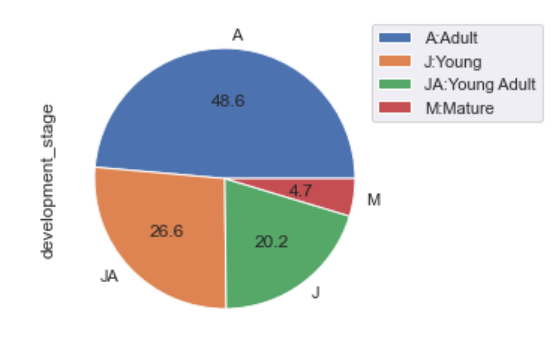 A
A:Adult
J:Young
JA:Young Adult
M:Mature
48.6
development_stage
4.7
M
26.6
20.2
JA
J